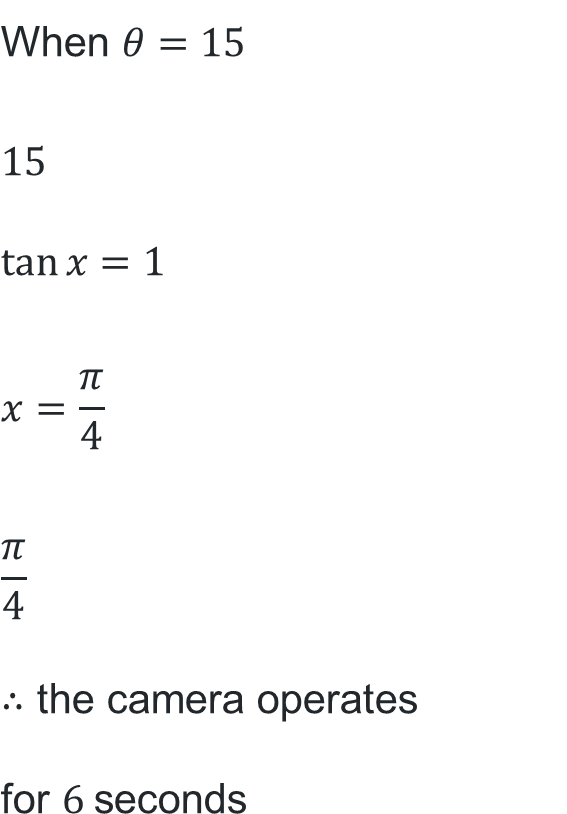 When θ = 15
15
tan x = 1
x = π/4
π/4
∴ the camera operates
for 6 seconds